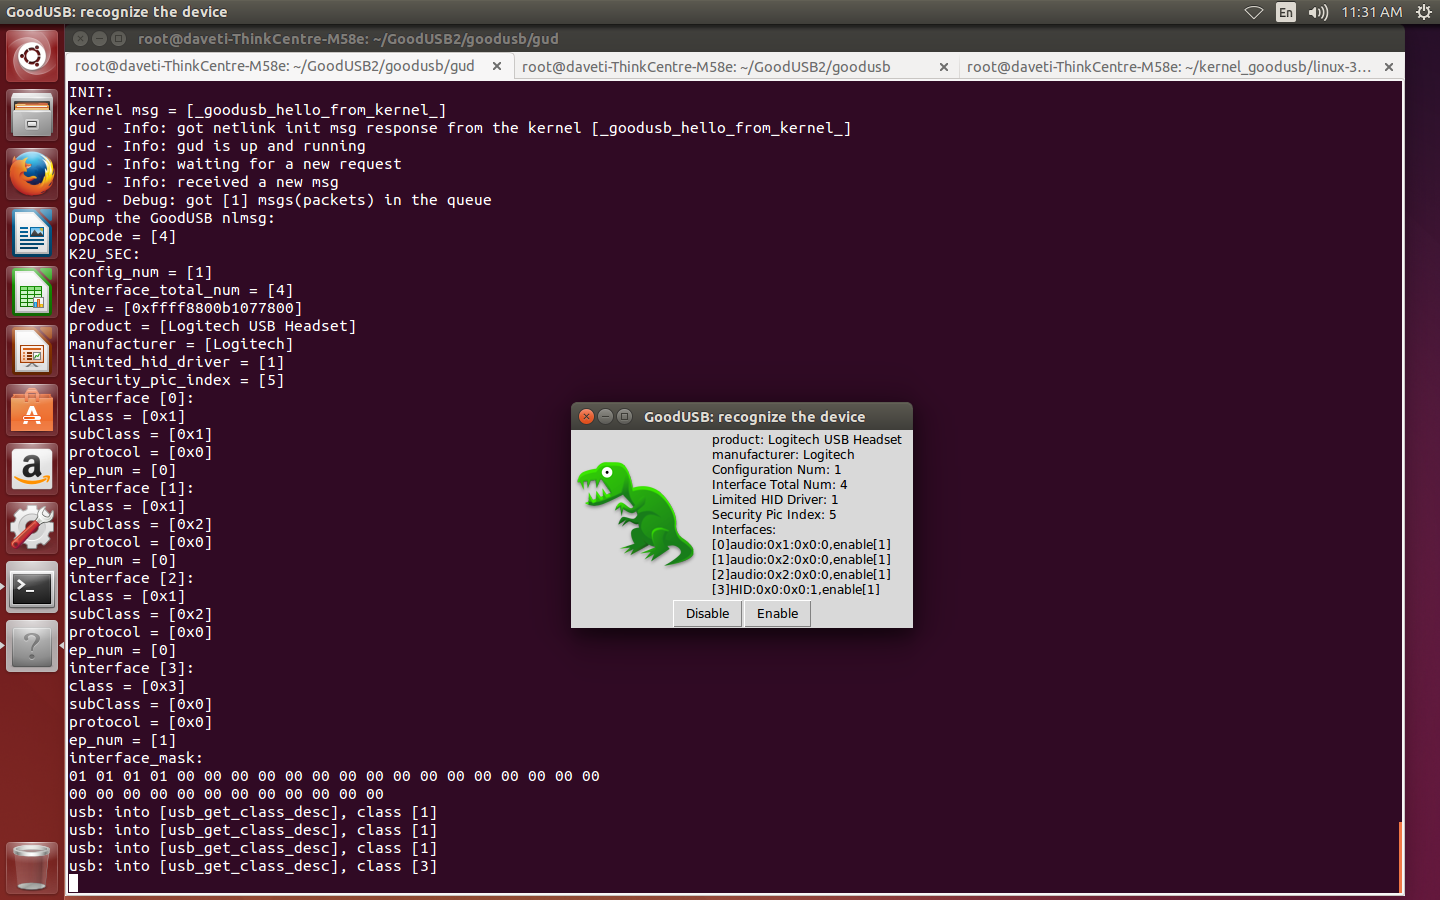 GoodUSB: recognize the device
En
11:31 AM
root@daveti-ThinkCentre-M58e: ~/GoodUSB2/goodusb/gud
root@daveti-ThinkCentre-M58e: ~/GoodUSB2/goodusb/gud
root@daveti-ThinkCentre-M58e: ~/GoodUSB2/goodusb
root@daveti-ThinkCentre-M58e: ~/kernel_goodusb/linux-3...
INIT:
kernel msg = [_goodusb_hello_from_kernel_]
gud - Info: got netlink init msg response from the kernel [_goodusb_hello_from_kernel_]
gud - Info: gud is up and running
gud - Info: waiting for a new request
gud - Info: received a new msg
gud - Debug: got [1] msgs(packets) in the queue
Dump the GoodUSB nlmsg:
opcode = [4]
K2U_SEC:
config_num = [1]
interface_total_num = [4]
dev = [0xffff8800b1077800]
product = [Logitech USB Headset]
manufacturer = [Logitech]
limited_hid_driver = [1]
security_pic_index = [5]
interface [0]:
class = [0x1]
subClass = [0x1]
protocol = [0x0]
ep_num = [0]
interface [1]:
class = [0x1]
subClass = [0x2]
protocol = [0x0]
ep_num = [0]
interface [2]:
class = [0x1]
subClass = [0x2]
protocol = [0x0]
ep_num = [0]
interface [3]:
class = [0x3]
subClass = [0x0]
protocol = [0x0]
ep_num = [1]
interface_mask:
01 01 01 01 00 00 00 00 00 00 00 00 00 00 00 00 00 00 00 00
00 00 00 00 00 00 00 00 00 00 00 00
usb: into [usb_get_class_desc], class [1]
usb: into [usb_get_class_desc], class [1]
usb: into [usb_get_class_desc], class [1]
usb: into [usb_get_class_desc], class [3]
GoodUSB: recognize the device
product: Logitech USB Headset
manufacturer: Logitech
Configuration Num: 1
Interface Total Num: 4
Limited HID Driver: 1
Security Pic Index: 5
Interfaces:
[0]audio:0x1:0x0:0,enable[1]
[1]audio:0x2:0x0:0,enable[1]
[2]audio:0x2:0x0:0,enable[1]
[3]HID:0x0:0x0:1,enable[1]
Disable
Enable